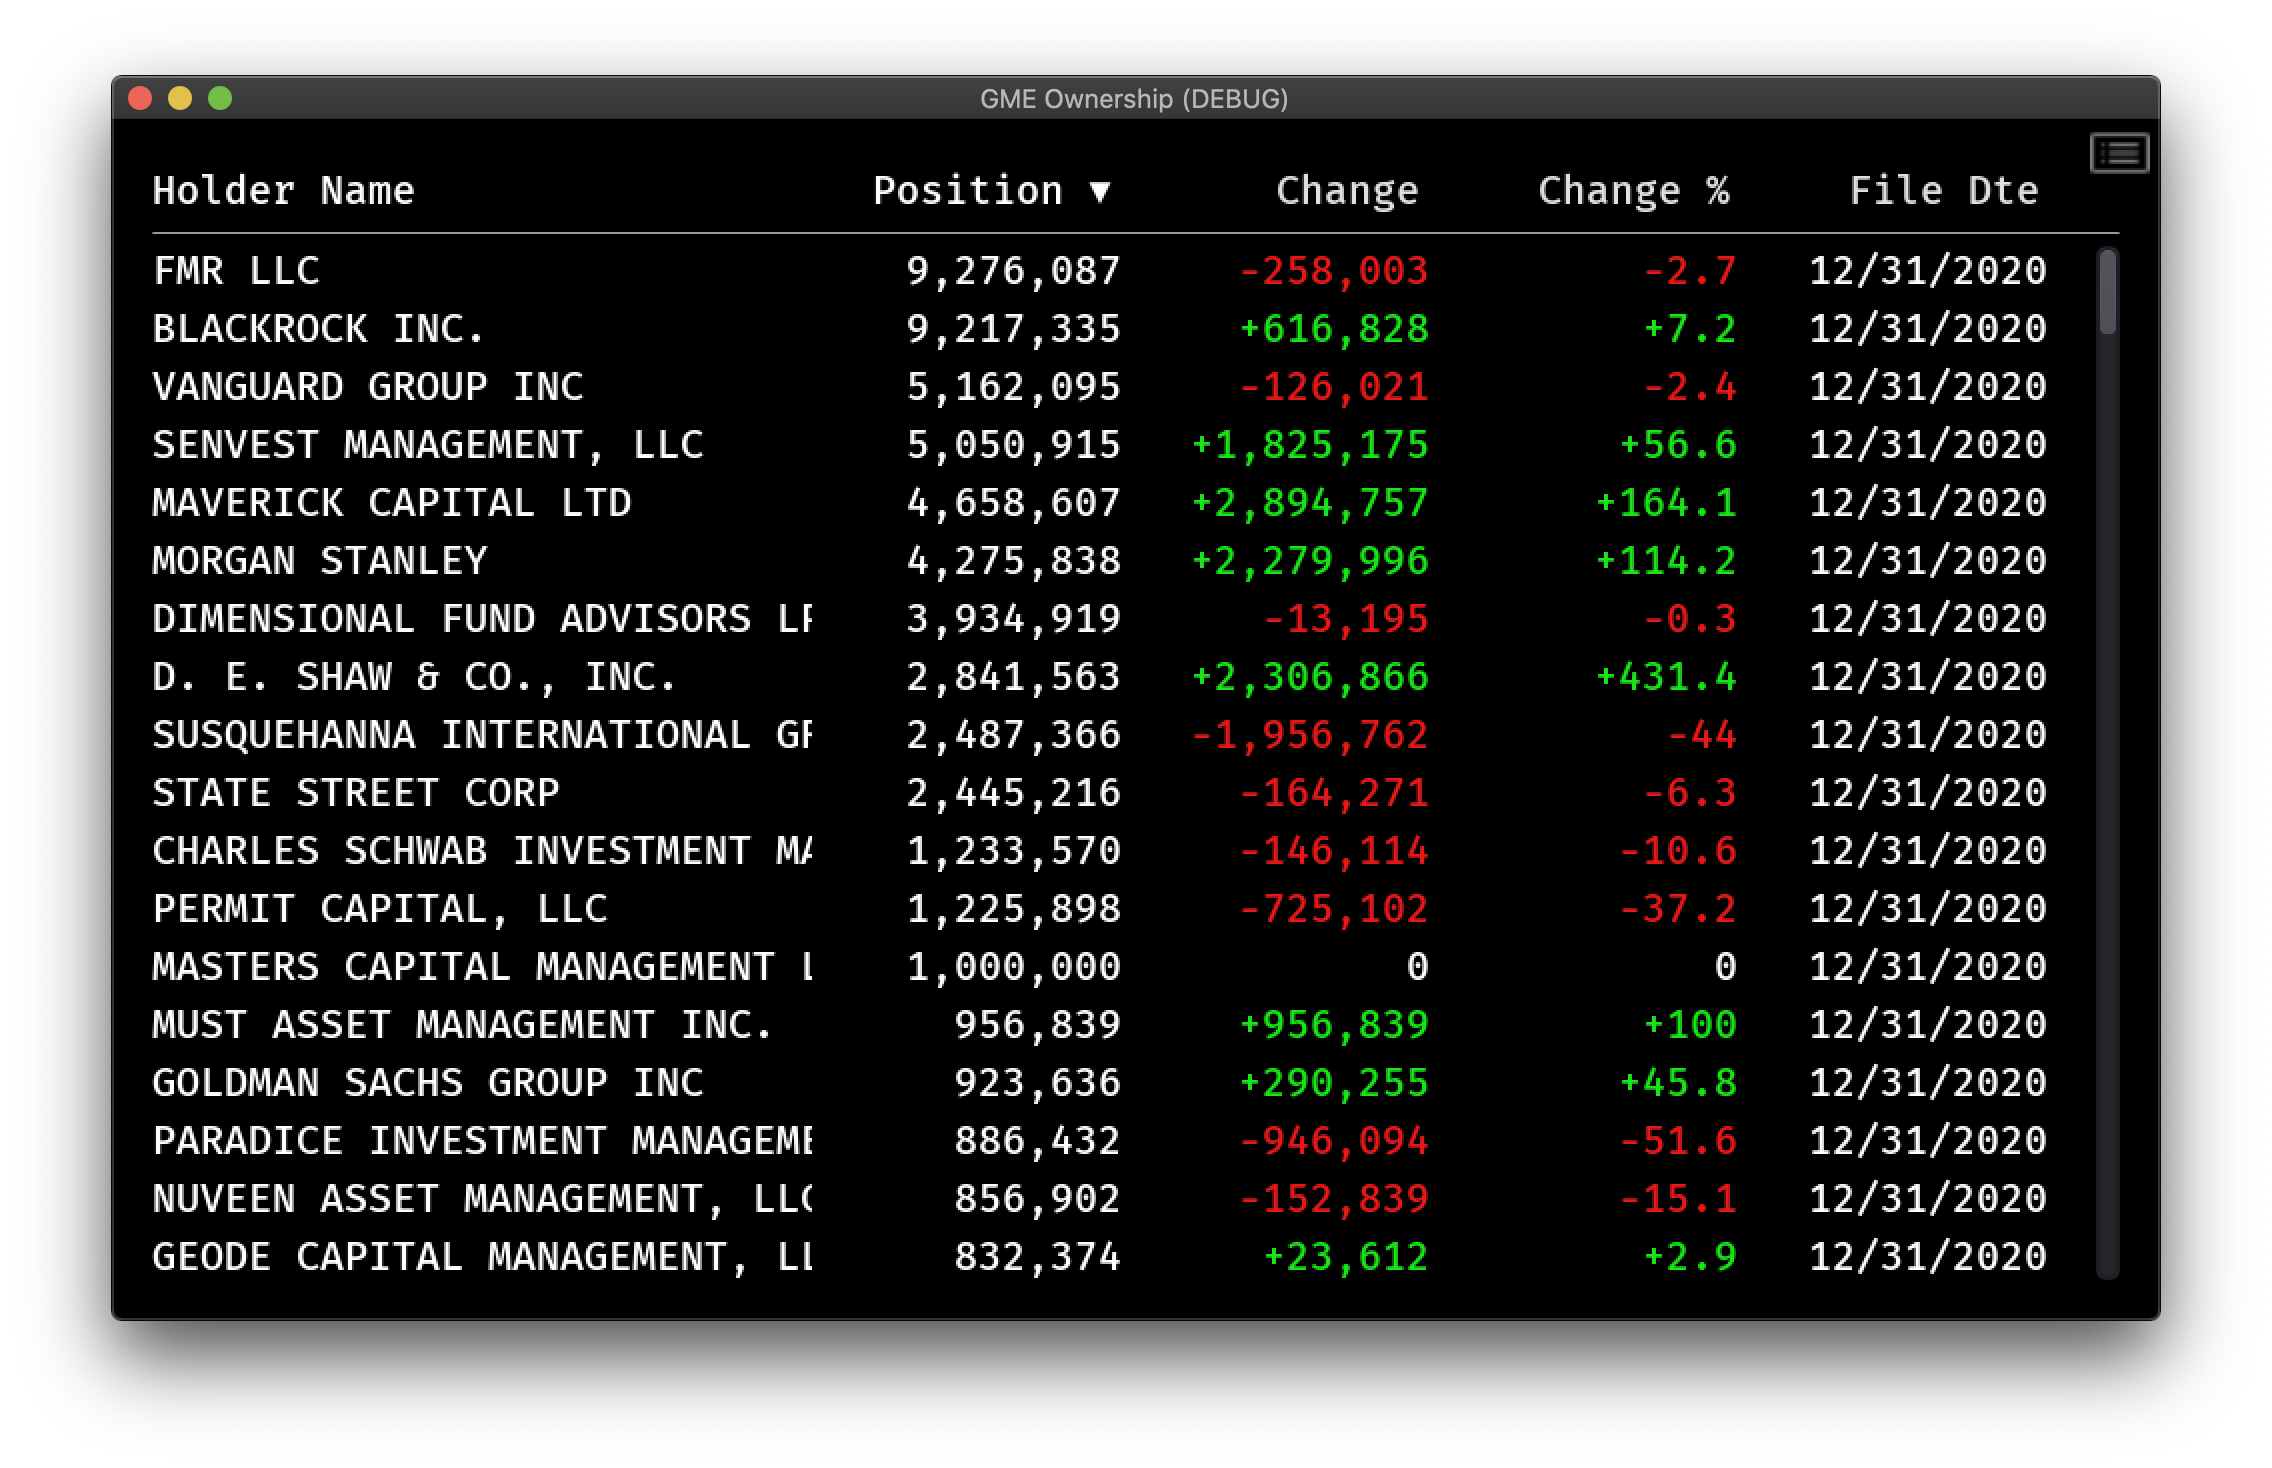 GME Ownership (DEBUG)
Holder Name Position ▼ Change Change % File Dte
FMR LLC 9,276,087 -258,003 -2.7 12/31/2020
BLACKROCK INC. 9,217,335 +616,828 +7.2 12/31/2020
VANGUARD GROUP INC 5,162,095 -126,021 -2.4 12/31/2020
SENVEST MANAGEMENT, LLC 5,050,915 +1,825,175 +56.6 12/31/2020
MAVERICK CAPITAL LTD 4,658,607 +2,894,757 +164.1 12/31/2020
MORGAN STANLEY 4,275,838 +2,279,996 +114.2 12/31/2020
DIMENSIONAL FUND ADVISORS LP 3,934,919 -13,195 -0.3 12/31/2020
D. E. SHAW & CO., INC. 2,841,563 +2,306,866 +431.4 12/31/2020
SUSQUEHANNA INTERNATIONAL GR 2,487,366 -1,956,762 -44 12/31/2020
STATE STREET CORP 2,445,216 -164,271 -6.3 12/31/2020
CHARLES SCHWAB INVESTMENT MA 1,233,570 -146,114 -10.6 12/31/2020
PERMIT CAPITAL, LLC 1,225,898 -725,102 -37.2 12/31/2020
MASTERS CAPITAL MANAGEMENT L 1,000,000 0 0 12/31/2020
MUST ASSET MANAGEMENT INC. 956,839 +956,839 +100 12/31/2020
GOLDMAN SACHS GROUP INC 923,636 +290,255 +45.8 12/31/2020
PARADICE INVESTMENT MANAGEME 886,432 -946,094 -51.6 12/31/2020
NUVEEN ASSET MANAGEMENT, LLC 856,902 -152,839 -15.1 12/31/2020
GEODE CAPITAL MANAGEMENT, LL 832,374 +23,612 +2.9 12/31/2020